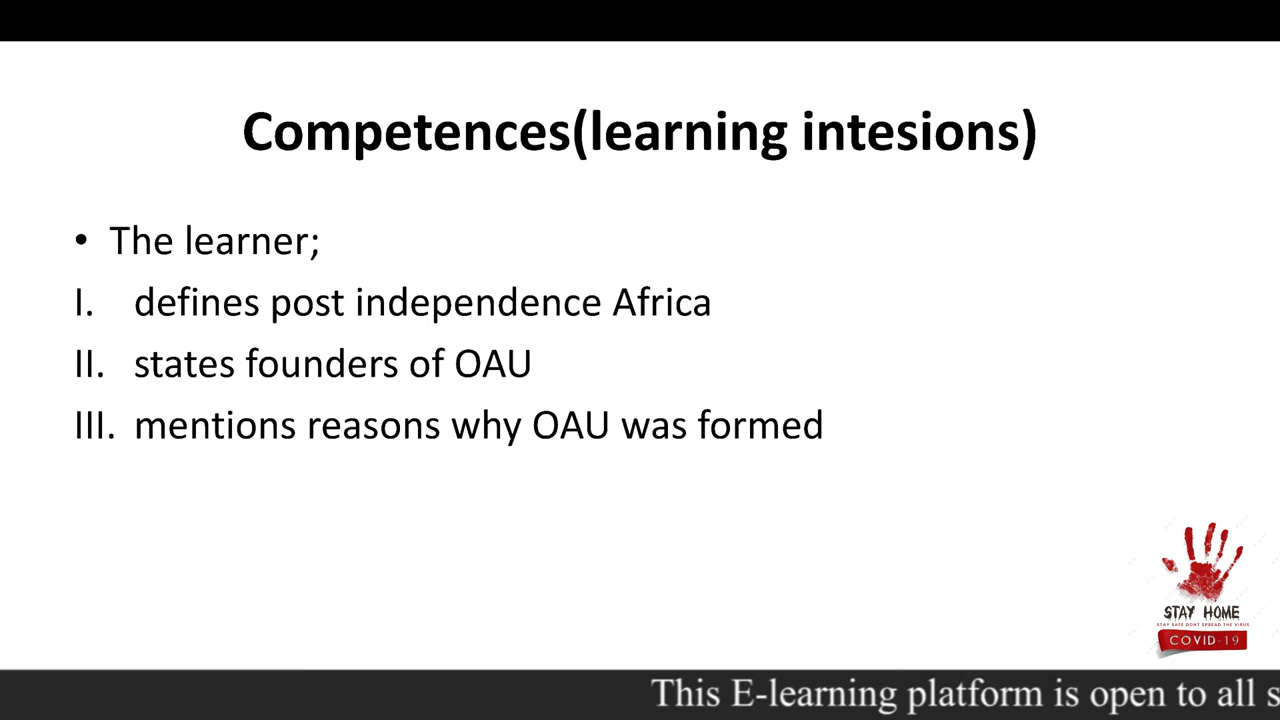 Competences(learning intesions)
• The learner;
I. defines post independence Africa
II. states founders of OAU
III. mentions reasons why OAU was formed
STAY HOME
STAY SAFE DONT SPREAD THE VIRUS
COVID-19
This E-learning platform is open to all s